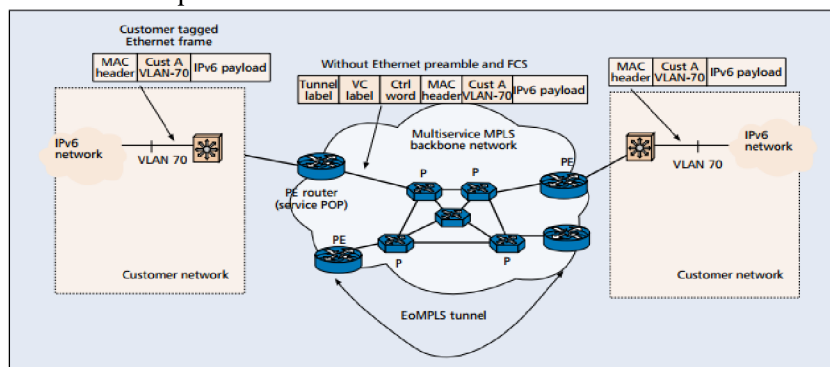 Customer tagged
Ethernet frame
MAC
header
Cust A
VLAN-70
IPv6 payload
Without Ethernet preamble and FCS
Tunnel
label
VC
label
Ctrl
word
MAC
header
Cust A
VLAN-70
IPv6 payload
MAC
header
Cust A
VLAN-70
IPv6 payload
IPv6
network
VLAN 70
Multiservice MPLS
backbone network
PE
IPv6
network
VLAN 70
PE router
(service POP)
P
P
PE
P
P
Customer network
Customer network
EoMPLS tunnel